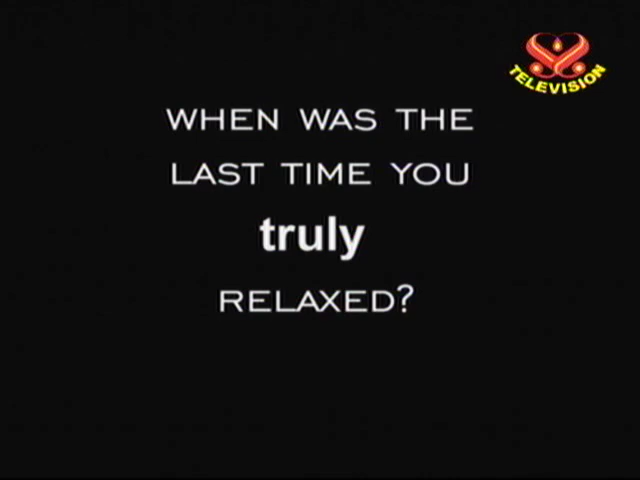 TELEVISION
WHEN WAS THE
LAST TIME YOU
truly
RELAXED?